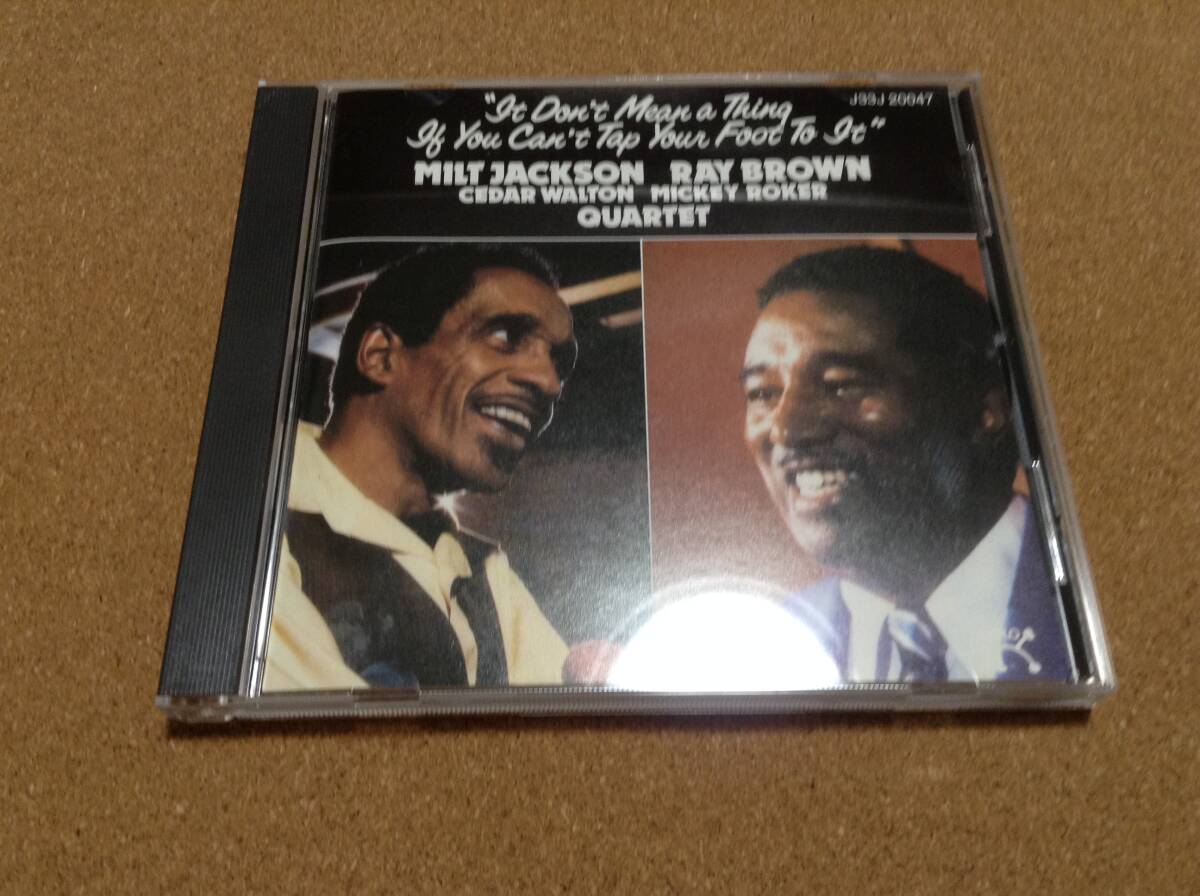 "It Don't Mean a Thing
J33J 20047
If You Can't Tap Your Foot To It"
MILT JACKSON RAY BROWN
CEDAR WALTON MICKEY ROKER
QUARTET